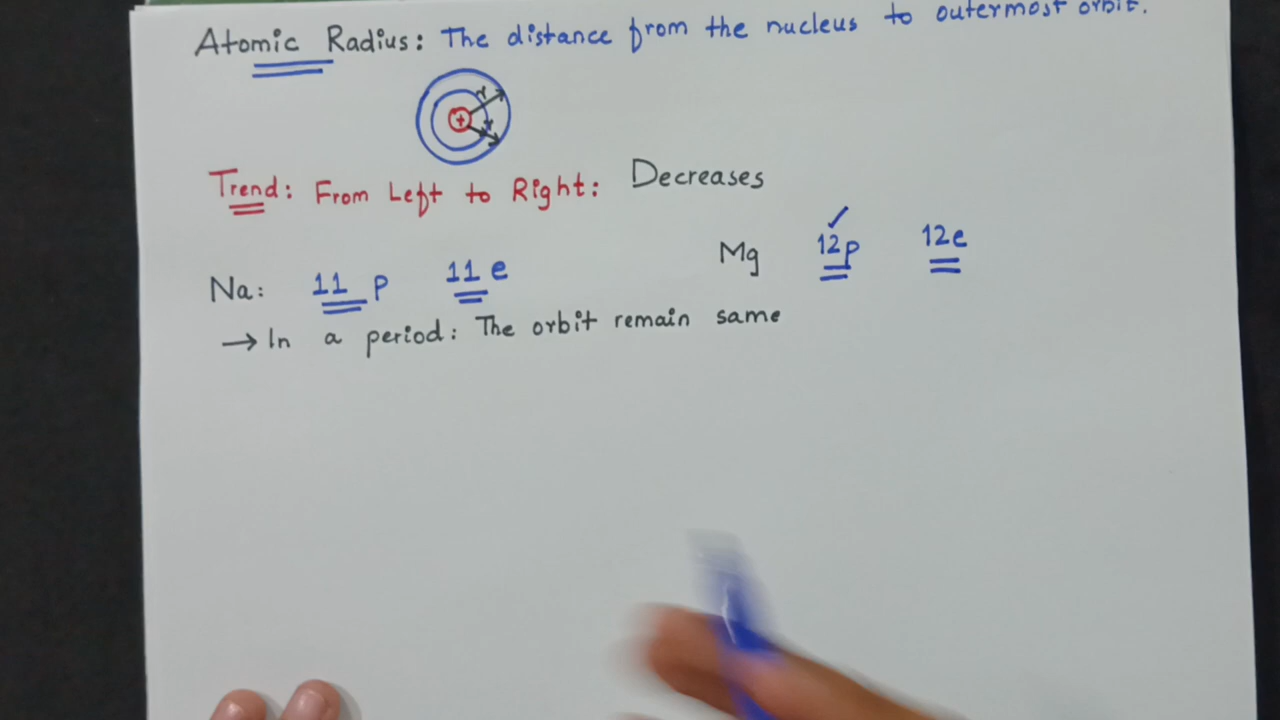 Atomic Radius: The distance from the nucleus to outermost orbit.
+ r r
Trend: From Left to Right: Decreases
Na: 11 p 11 e Mg 12p 12e
→ In a period: The orbit remain same